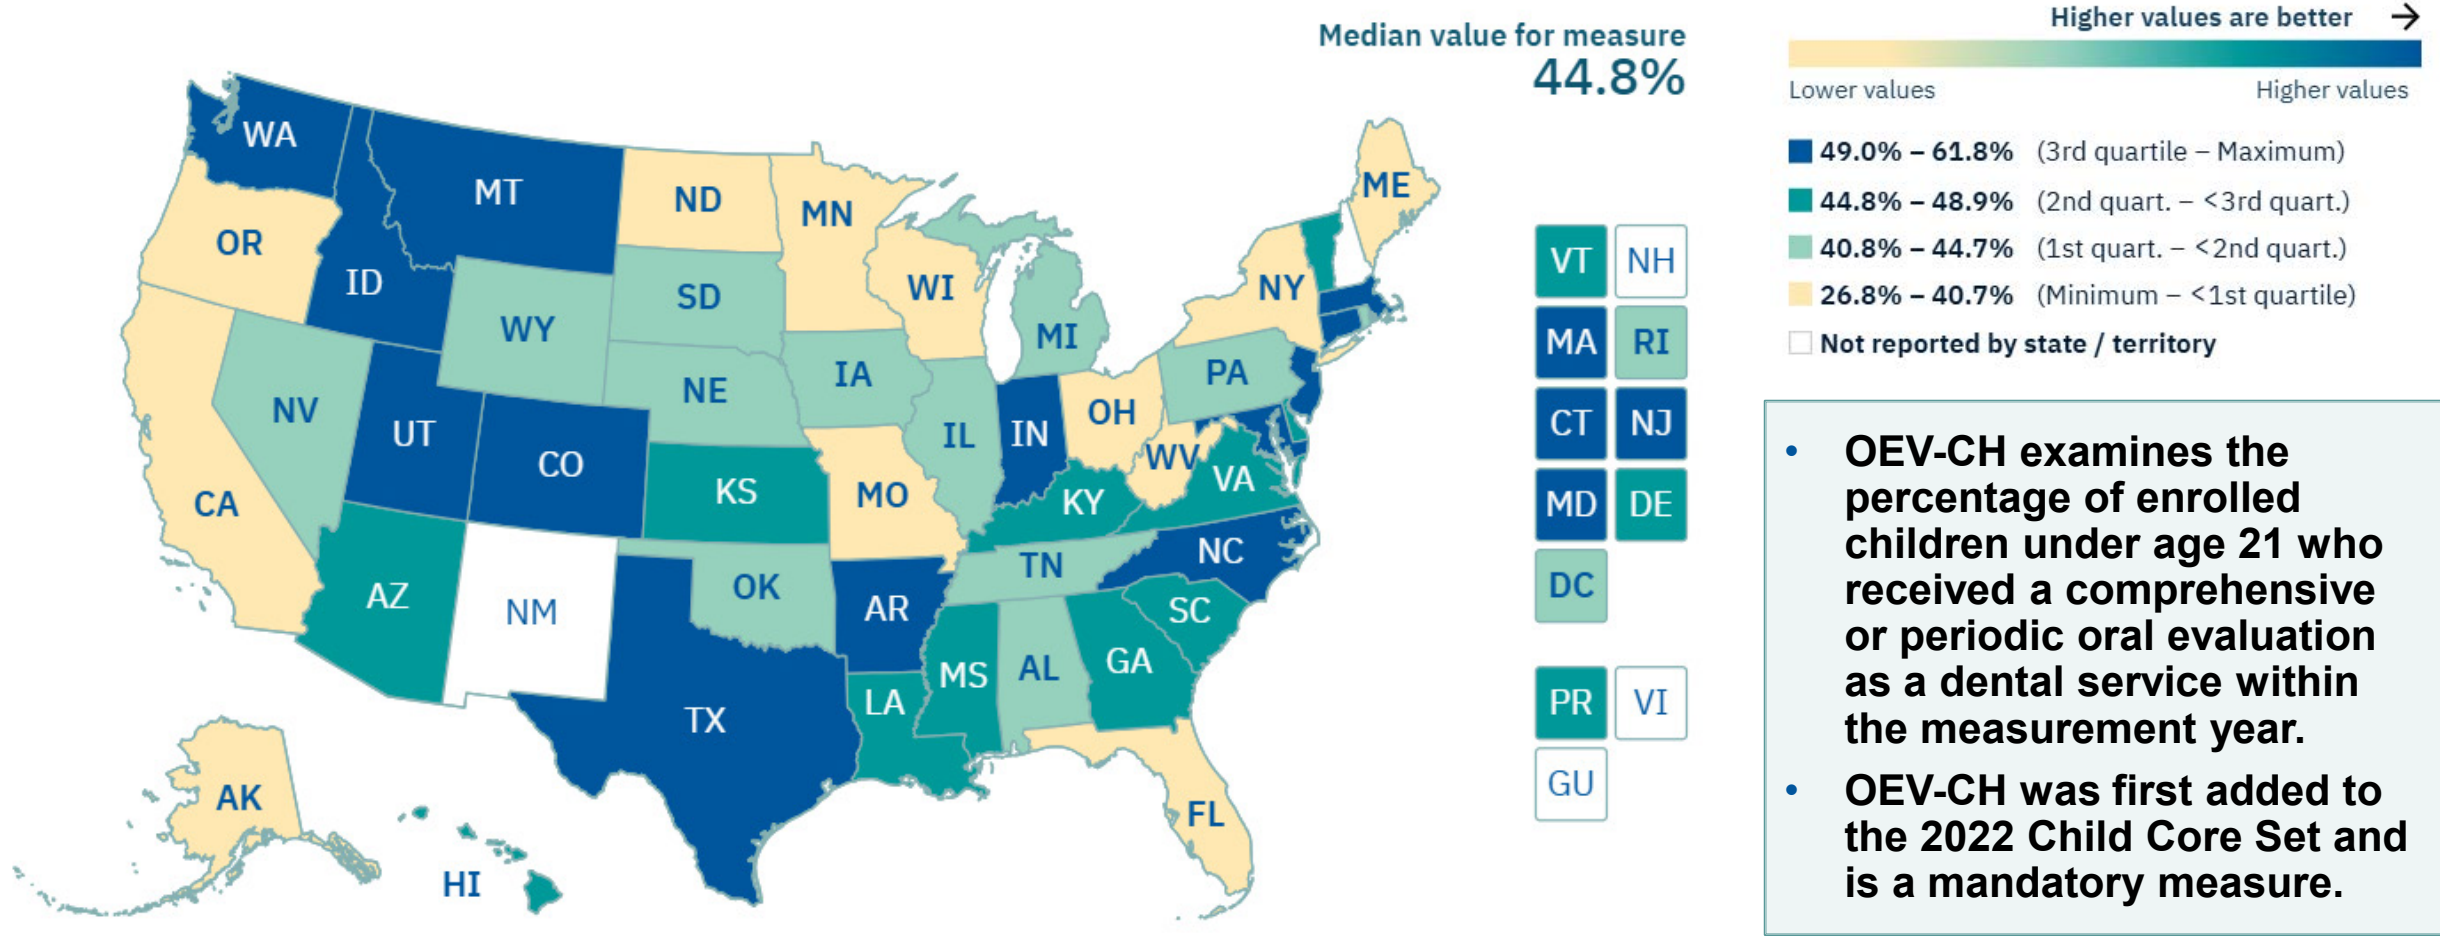 Median value for measure
44.8%
Higher values are better →
Lower values
Higher values
49.0% – 61.8% (3rd quartile – Maximum)
44.8% – 48.9% (2nd quart. – <3rd quart.)
40.8% – 44.7% (1st quart. – <2nd quart.)
26.8% – 40.7% (Minimum – <1st quartile)
Not reported by state / territory
WA
MT
ND
MN
ME
OR
ID
SD
WI
NY
WY
MI
IA
PA
NE
NV
UT
CO
IL
IN
OH
WV
VA
CA
KS
MO
KY
NC
TN
AZ
NM
OK
AR
SC
MS
AL
GA
LA
TX
FL
AK
HI
VT
NH
MA
RI
CT
NJ
MD
DE
DC
PR
VI
GU
• OEV-CH examines the
percentage of enrolled
children under age 21 who
received a comprehensive
or periodic oral evaluation
as a dental service within
the measurement year.
• OEV-CH was first added to
the 2022 Child Core Set and
is a mandatory measure.